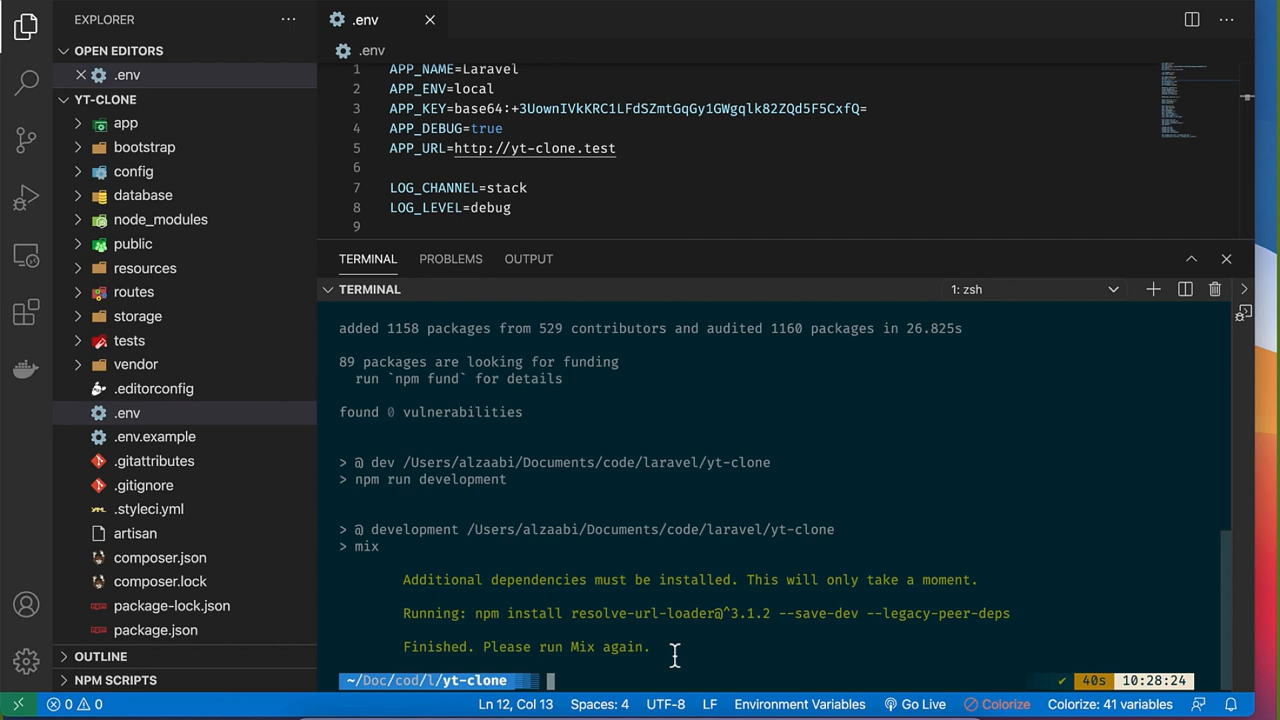 EXPLORER
OPEN EDITORS
.env
YT-CLONE
app
bootstrap
config
database
node_modules
public
resources
routes
storage
tests
vendor
.editorconfig
.env
.env.example
.gitattributes
.gitignore
.styleci.yml
artisan
composer.json
composer.lock
package-lock.json
package.json
OUTLINE
NPM SCRIPTS
.env
.env
1 APP_NAME=Laravel
2 APP_ENV=local
3 APP_KEY=base64:+3UownIVkKRC1LFdSZmtGqGy1GWgqlk82ZQd5F5CxfQ=
4 APP_DEBUG=true
5 APP_URL=http://yt-clone.test
6
7 LOG_CHANNEL=stack
8 LOG_LEVEL=debug
9
TERMINAL PROBLEMS OUTPUT
TERMINAL 1: zsh
added 1158 packages from 529 contributors and audited 1160 packages in 26.825s
89 packages are looking for funding
run `npm fund` for details
found 0 vulnerabilities
> @ dev /Users/alzaabi/Documents/code/laravel/yt-clone
> npm run development
> @ development /Users/alzaabi/Documents/code/laravel/yt-clone
> mix
Additional dependencies must be installed. This will only take a moment.
Running: npm install resolve-url-loader@^3.1.2 --save-dev --legacy-peer-deps
Finished. Please run Mix again.
~/Doc/cod/l/yt-clone ✔ 40s 10:28:24
0 0 Ln 12, Col 13 Spaces: 4 UTF-8 LF Environment Variables Go Live Colorize Colorize: 41 variables